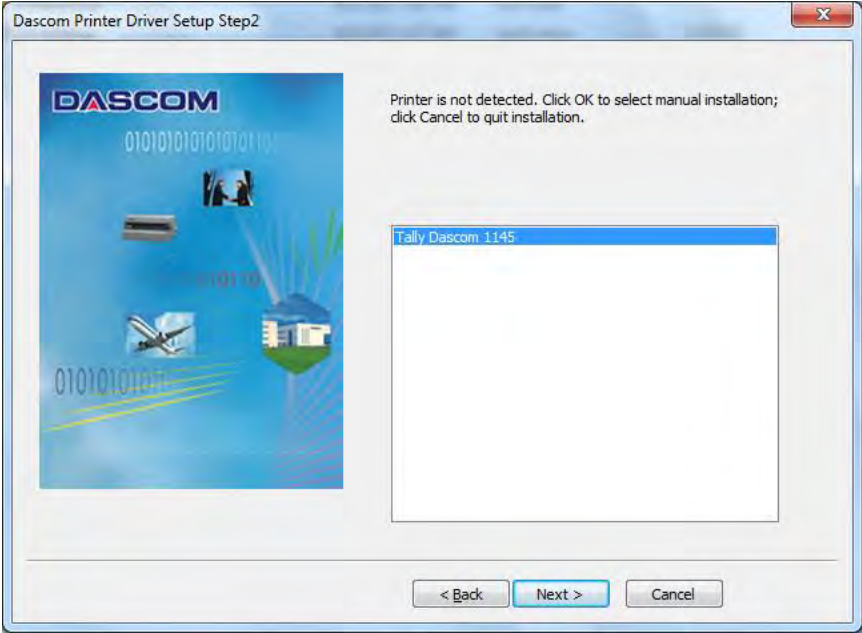 Dascom Printer Driver Setup Step2
DASCOM
Printer is not detected. Click OK to select manual installation;
click Cancel to quit installation.
Tally Dascom 1145
< Back
Next >
Cancel